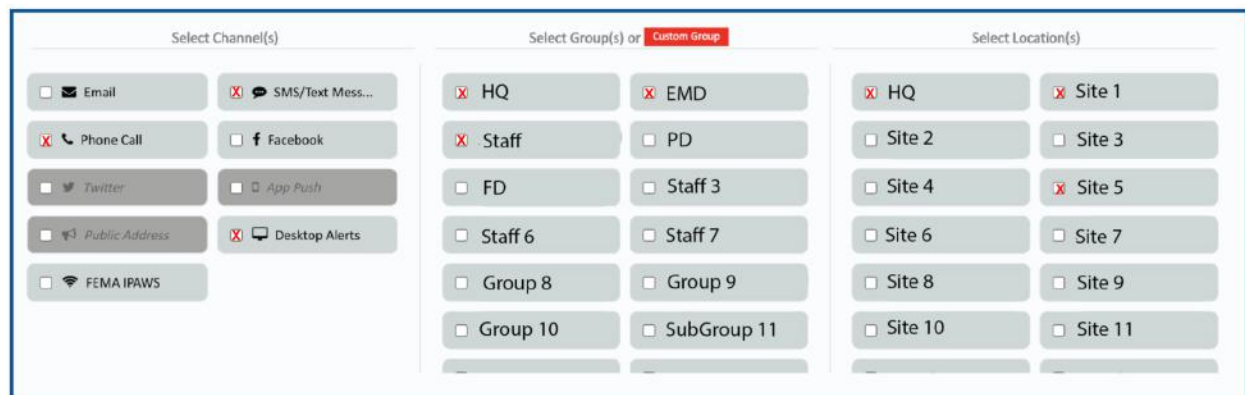 Select Channel(s)
Email
SMS/Text Mess...
Phone Call
Facebook
Twitter
App Push
Public Address
Desktop Alerts
FEMA IPAWS
Select Group(s) or Custom Group
HQ
EMD
Staff
PD
FD
Staff 3
Staff 6
Staff 7
Group 8
Group 9
Group 10
SubGroup 11
Select Location(s)
HQ
Site 1
Site 2
Site 3
Site 4
Site 5
Site 6
Site 7
Site 8
Site 9
Site 10
Site 11